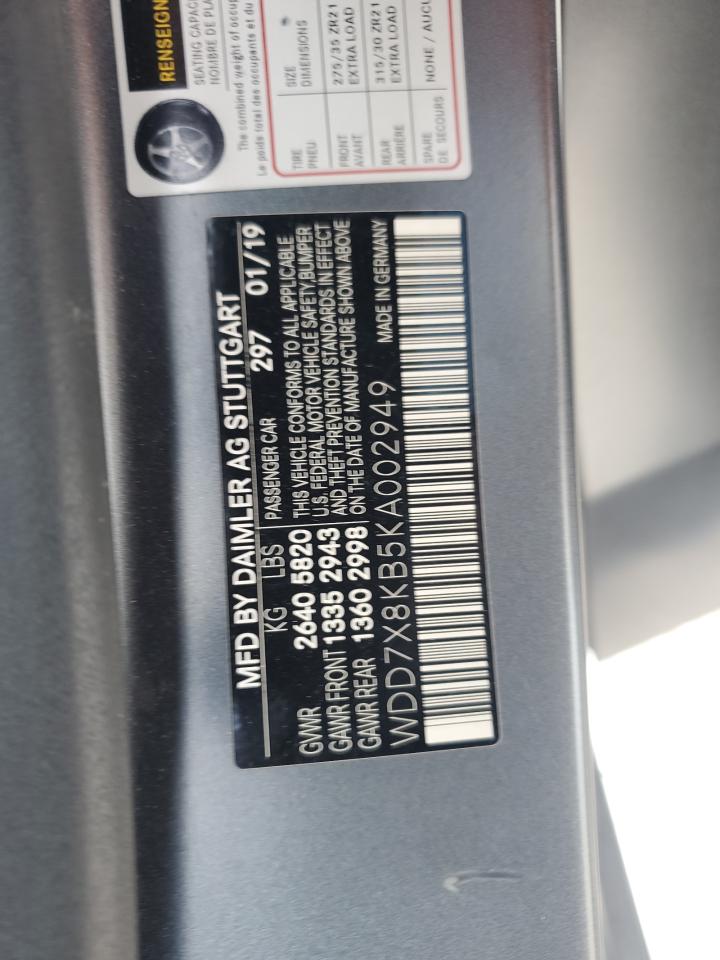 MFD BY DAIMLER AG STUTTGART
KG LBS PASSENGER CAR 297 01/19
GVWR 2640 5820 THIS VEHICLE CONFORMS TO ALL APPLICABLE
U.S. FEDERAL MOTOR VEHICLE SAFETY, BUMPER
GAWR FRONT 1335 2943 AND THEFT PREVENTION STANDARDS IN EFFECT
GAWR REAR 1360 2998 ON THE DATE OF MANUFACTURE SHOWN ABOVE
WDD7X8KB5KA002949 MADE IN GERMANY
RENSEIGN
SEATING CAPAC
NOMBRE DE PLA
The combined weight of occup
Le poids total des occupants et du
TIRE SIZE
PNEU DIMENSIONS
FRONT 275/35 ZR21
AVANT EXTRA LOAD
REAR 315/30 ZR21
ARRIÈRE EXTRA LOAD
SPARE NONE / AUCU
DE SECOURS